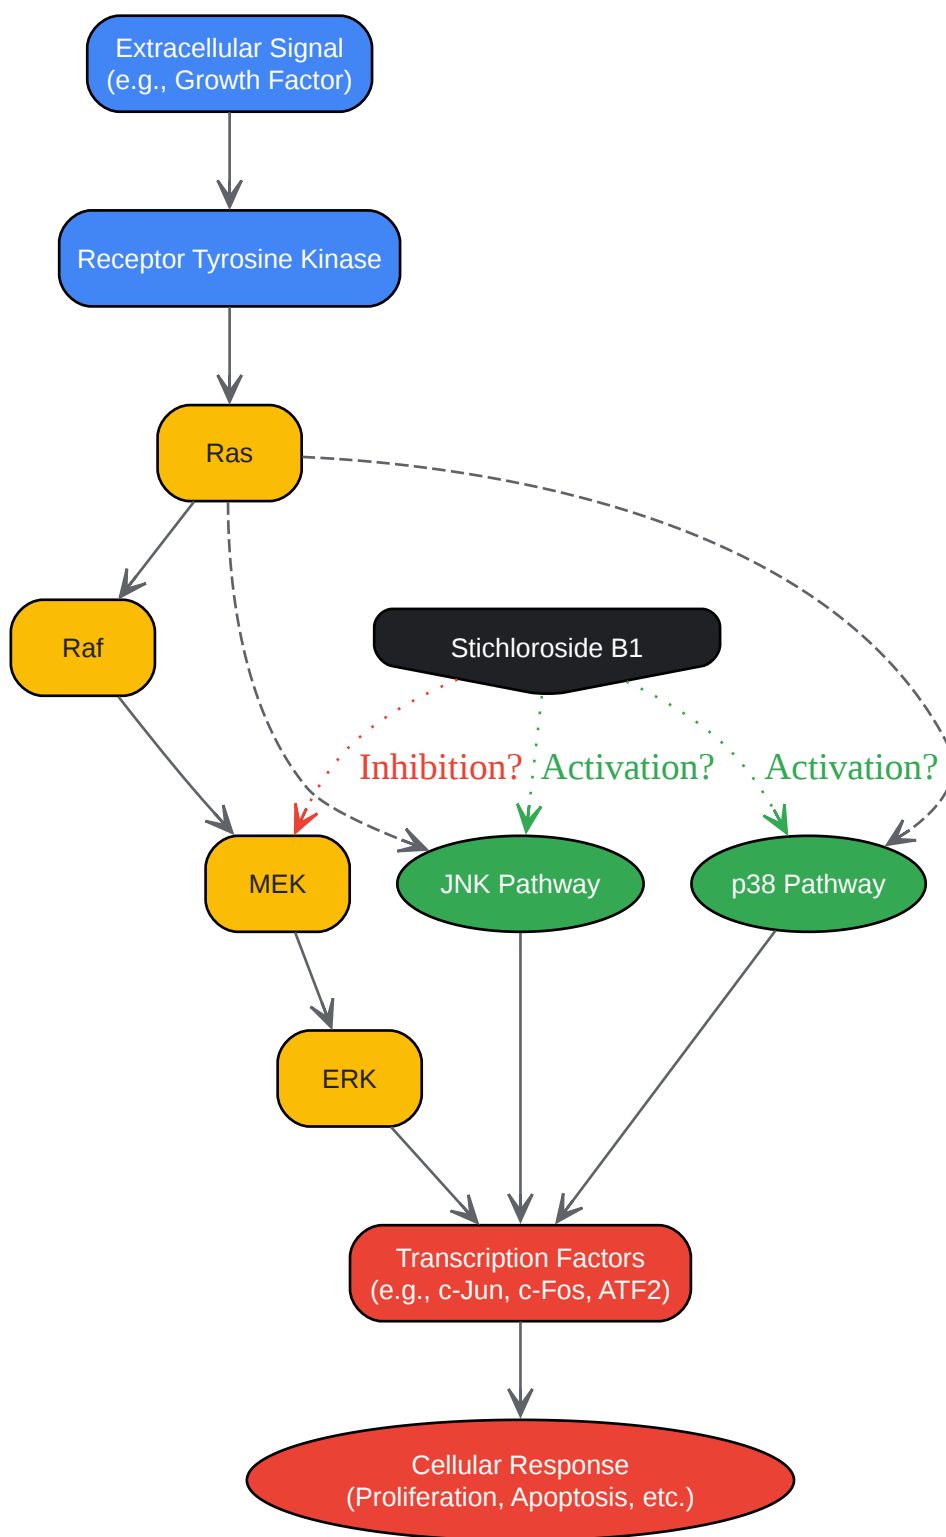 Extracellular Signal
(e.g., Growth Factor)
Receptor Tyrosine Kinase
Ras
Raf
Stichloroside B1
Inhibition?
Activation?
Activation?
MEK
JNK Pathway
p38 Pathway
ERK
Transcription Factors
(e.g., c-Jun, c-Fos, ATF2)
Cellular Response
(Proliferation, Apoptosis, etc.)